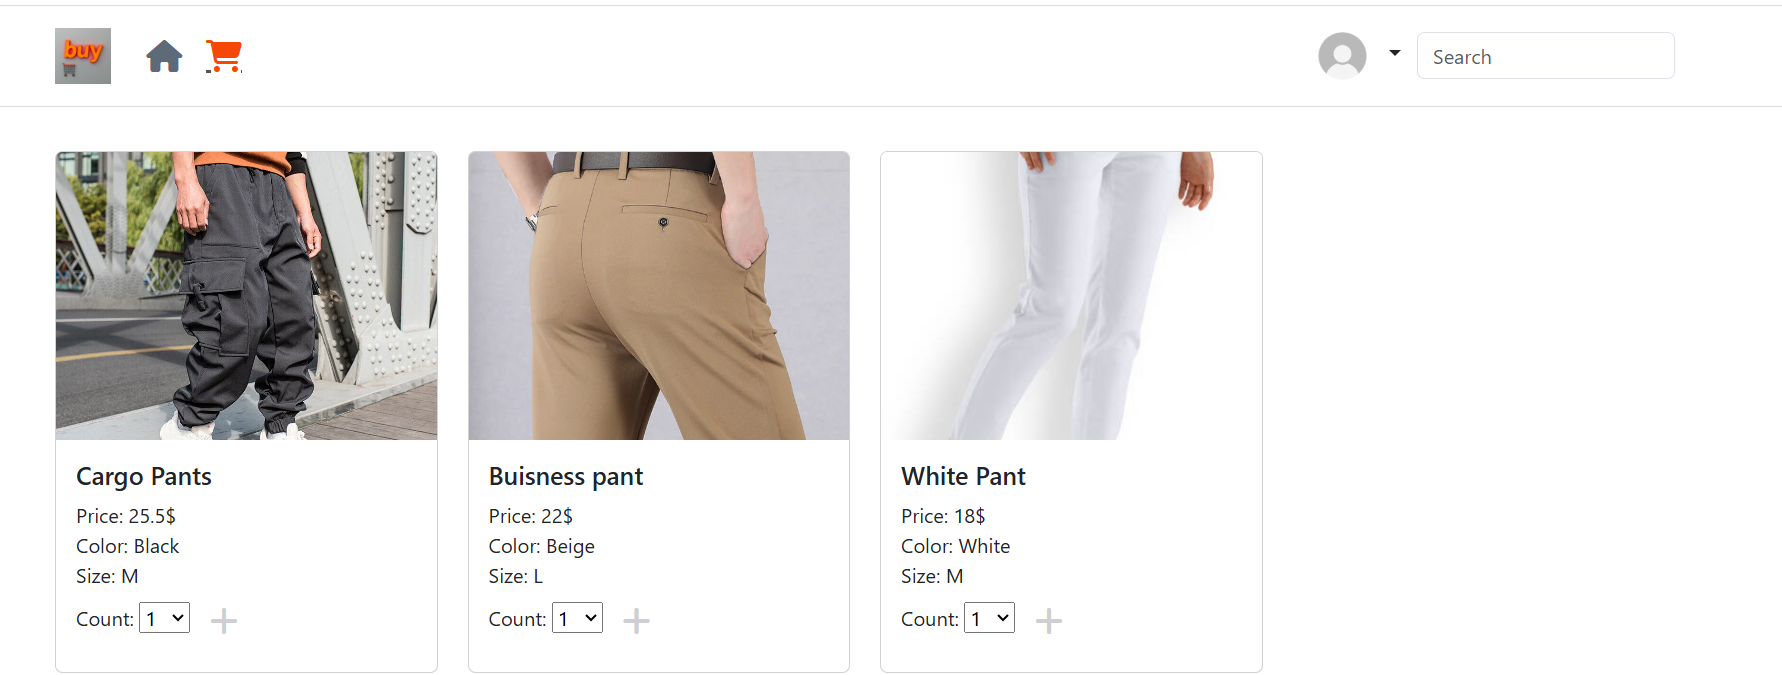 buy
Search
Cargo Pants
Price: 25.5$
Color: Black
Size: M
Count: 1
Buisness pant
Price: 22$
Color: Beige
Size: L
Count: 1
White Pant
Price: 18$
Color: White
Size: M
Count: 1